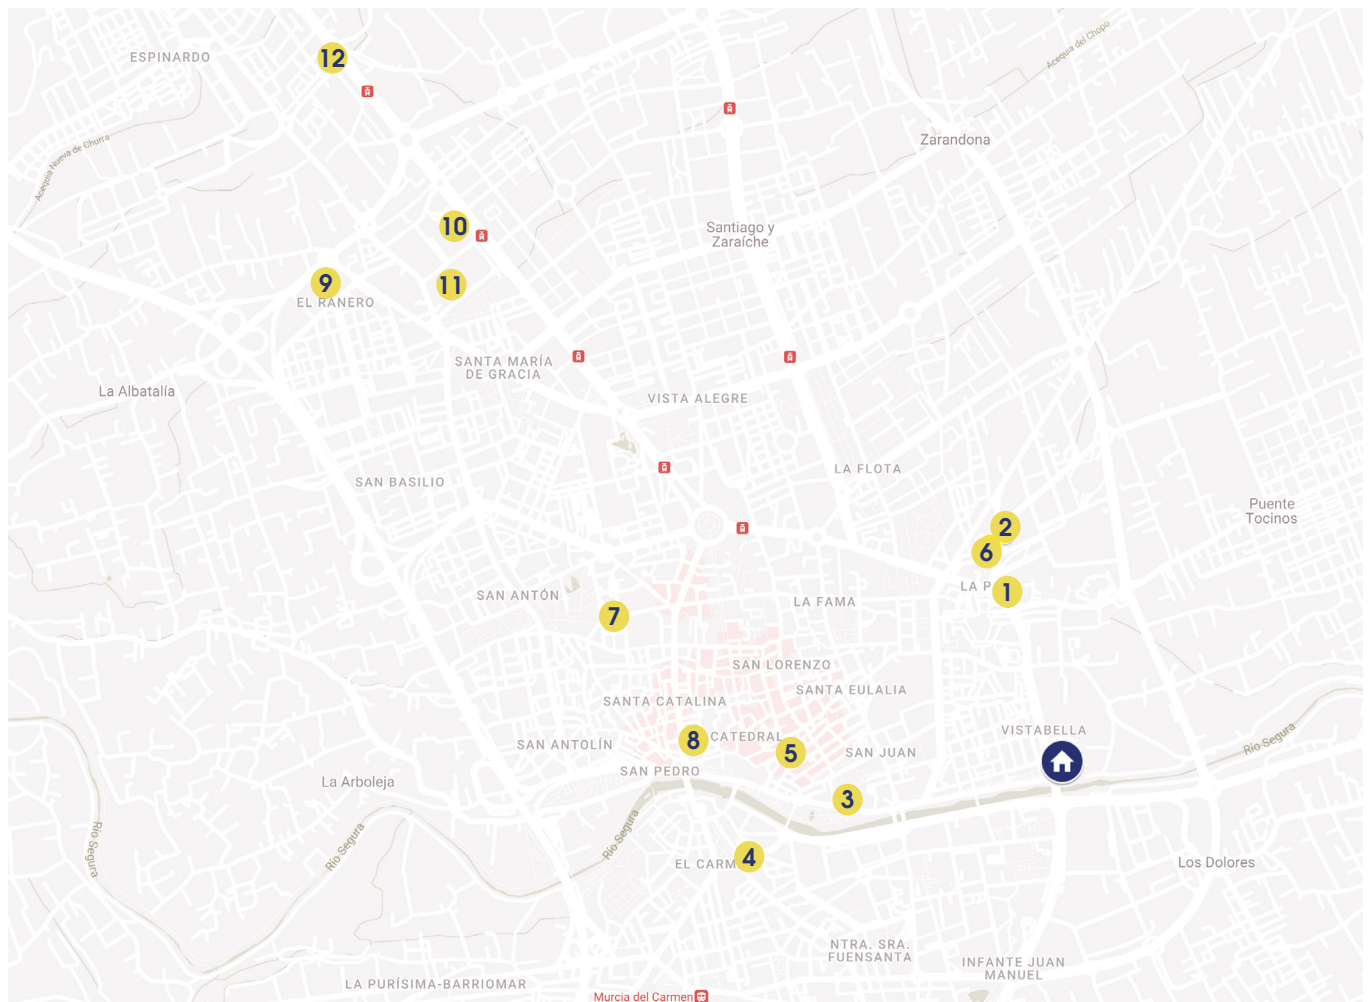 ESPINARDO
12
Acequia del Chopo
Acequia Nueva de Churra
Zarandona
10
Santiago y
Zaraíche
9
11
EL RANERO
SANTA MARÍA
DE GRACIA
La Albatalía
VISTA ALEGRE
LA FLOTA
SAN BASILIO
Puente
Tocinos
2
6
LA P
1
SAN ANTÓN
LA FAMA
7
SAN LORENZO
SANTA EULALIA
SANTA CATALINA
VISTABELLA
8
CATEDRAL
5
SAN ANTOLÍN
SAN JUAN
Río Segura
SAN PEDRO
La Arboleja
3
Río Segura
Río Segura
Río Segura
EL CARM
4
Los Dolores
NTRA. SRA.
FUENSANTA
INFANTE JUAN
MANUEL
LA PURÍSIMA-BARRIOMAR
Murcia del Carmen